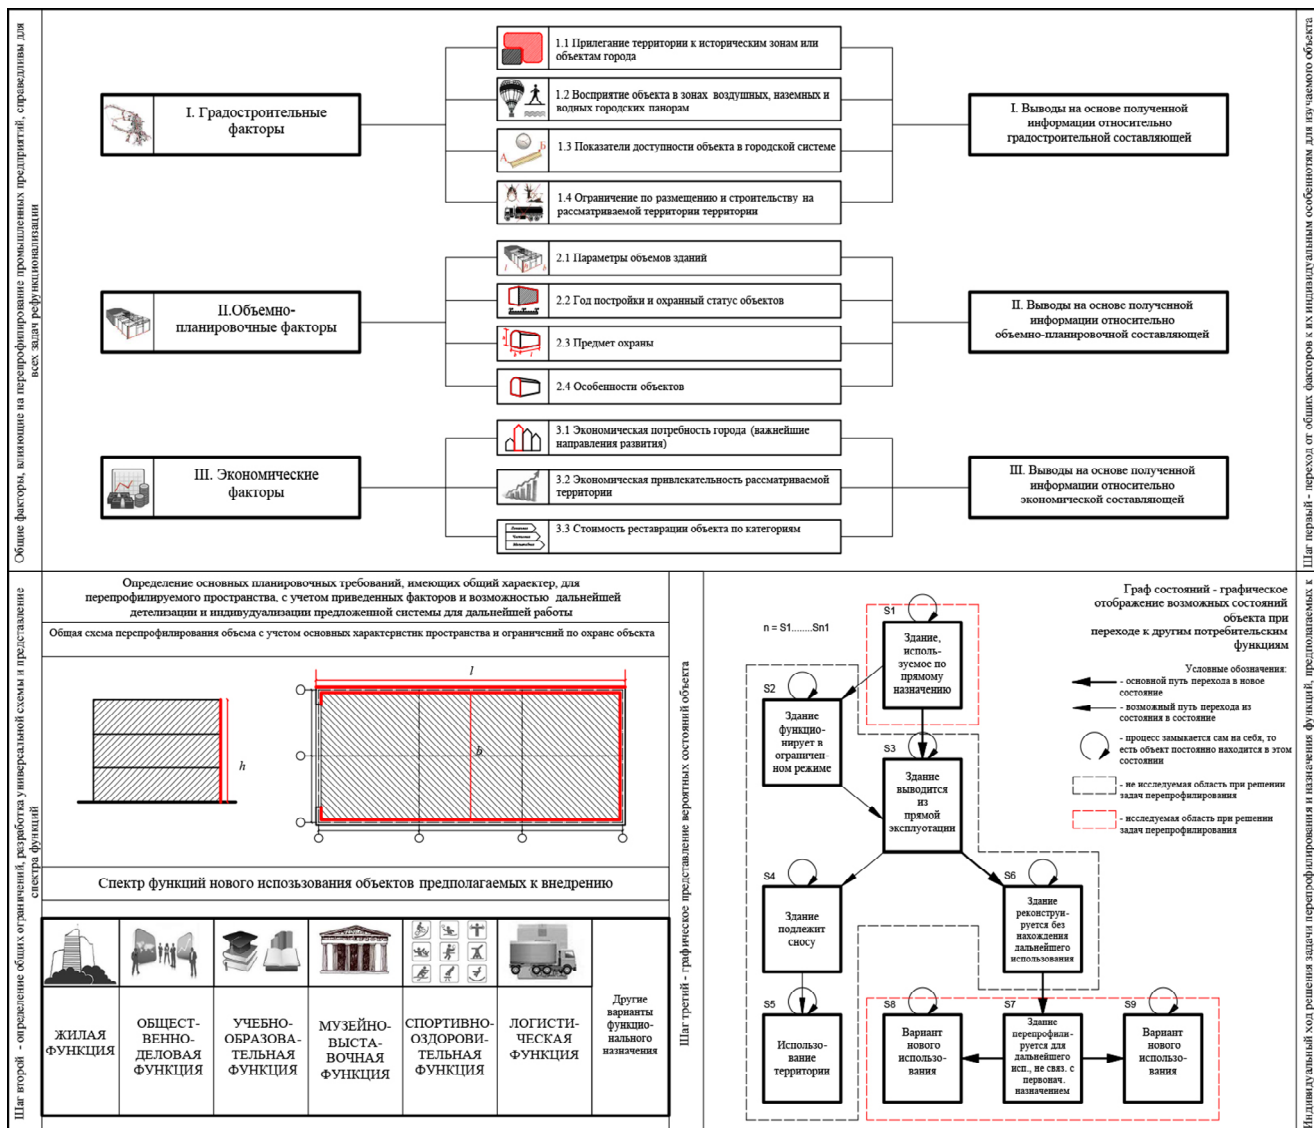 Общие факторы, влияющие на перепрофилирование промышленных предприятий, справедливы для
всех задач рефункционализации
I. Градостроительные
факторы
1.1 Прилегание территории к историческим зонам или
объектам города
1.2 Восприятие объекта в зонах воздушных, наземных и
водных городских панорам
А
Б
1.3 Показатели доступности объекта в городской системе
1.4 Ограничение по размещению и строительству на
рассматриваемой территории территории
I. Выводы на основе полученной
информации относительно
градостроительной составляющей
II.Объемно-
планировочные факторы
2.1 Параметры объемов зданий
2.2 Год постройки и охранный статус объектов
2.3 Предмет охраны
2.4 Особенности объектов
II. Выводы на основе полученной
информации относительно
объемно-планировочной составляющей
III. Экономические
факторы
3.1 Экономическая потребность города (важнейшие
направления развития)
3.2 Экономическая привлекательность рассматриваемой
территории
3.3 Стоимость реставрации объекта по категориям
III. Выводы на основе полученной
информации относительно
экономической составляющей
Шаг первый - переход от общих факторов к их индивидуальным особенностям для изучаемого объекта
Шаг второй - определение общих ограничений, разработка универсальной схемы и представление
спектра функций
Определение основных планировочных требований, имеющих общий характер, для
перепрофилируемого пространства, с учетом приведенных факторов и возможностью дальнейшей
детелизации и индивидуализации предложенной системы для дальнейшей работы
Общая схема перепрофилирования объема с учетом основных характеристик пространства и ограничений по охране объекта
h
l
b
Спектр функций нового испозьзования объектов предполагаемых к внедрению
ЖИЛАЯ
ФУНКЦИЯ
ОБЩЕСТ-
ВЕННО-
ДЕЛОВАЯ
ФУНКЦИЯ
УЧЕБНО-
ОБРАЗОВА-
ТЕЛЬНАЯ
ФУНКЦИЯ
МУЗЕЙНО-
ВЫСТА-
ВОЧНАЯ
ФУНКЦИЯ
СПОРТИВНО-
ОЗДОРОВИ-
ТЕЛЬНАЯ
ФУНКЦИЯ
ЛОГИСТИ-
ЧЕСКАЯ
ФУНКЦИЯ
Другие
варианты
функцио-
нального
назначения
Шаг третий - графическое представление вероятных состояний объекта
n = S1........Sn1
S1
Здание,
исполь-
зуемое по
прямому
назначению
S2
Здание
функцио-
нирует в
ограничен-
ном режиме
S3
Здание
выводится
из
прямой
эксплуотации
S4
Здание
подлежит
сносу
S6
Здание
реконструи-
руется без
нахождения
дальнейшего
использования
S5
Использование
территории
S8
Вариант
нового
использо-
вания
S7
Здание
перепрофили-
руется для
дальнейшего
исп., не связ. с
первонач.
назначением
S9
Вариант
нового
использо-
вания
Граф состояний - графическое
отображение возможных состояний
объекта при
переходе к другим потребительским
функциям
Условные обозначения:
- основной путь перехода в новое
состояние
- возможный путь перехода из
состояния в состояние
- процесс замыкается сам на себя, то
есть объект постоянно находится в этом
состоянии
- не исследуемая область при решении
задач перепрофилирования
- исследуемая область при решении
задач перепрофилирования
Индивидуальный ход решения задачи перепрофилирования и назначения функций, предполагаемых к